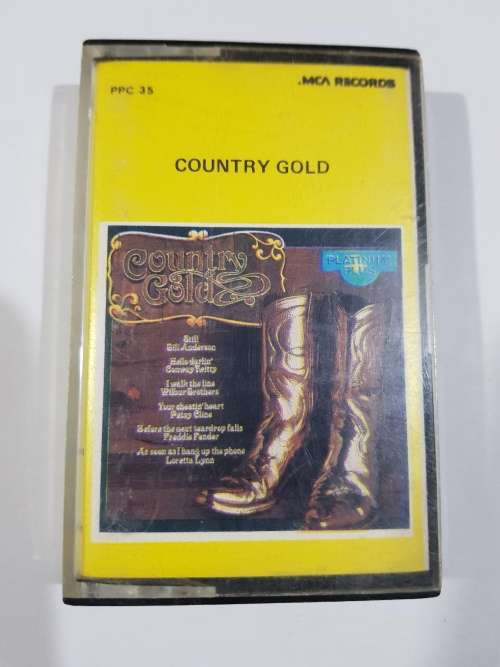 PPC 35
MCA RECORDS
COUNTRY GOLD
Country
Gold
PLATINUM
PLUS
Still
Bill Anderson
Hello darlin'
Conway Twitty
I walk the line
Wilbur Brothers
Your cheatin' heart
Patsy Cline
Before the next teardrop falls
Freddie Fender
As soon as I hang up the phone
Loretta Lynn